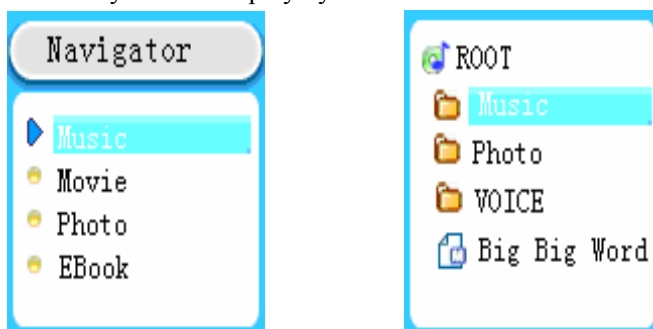 Navigator
Music
Movie
Photo
EBook
ROOT
Music
Photo
VOICE
Big Big Word